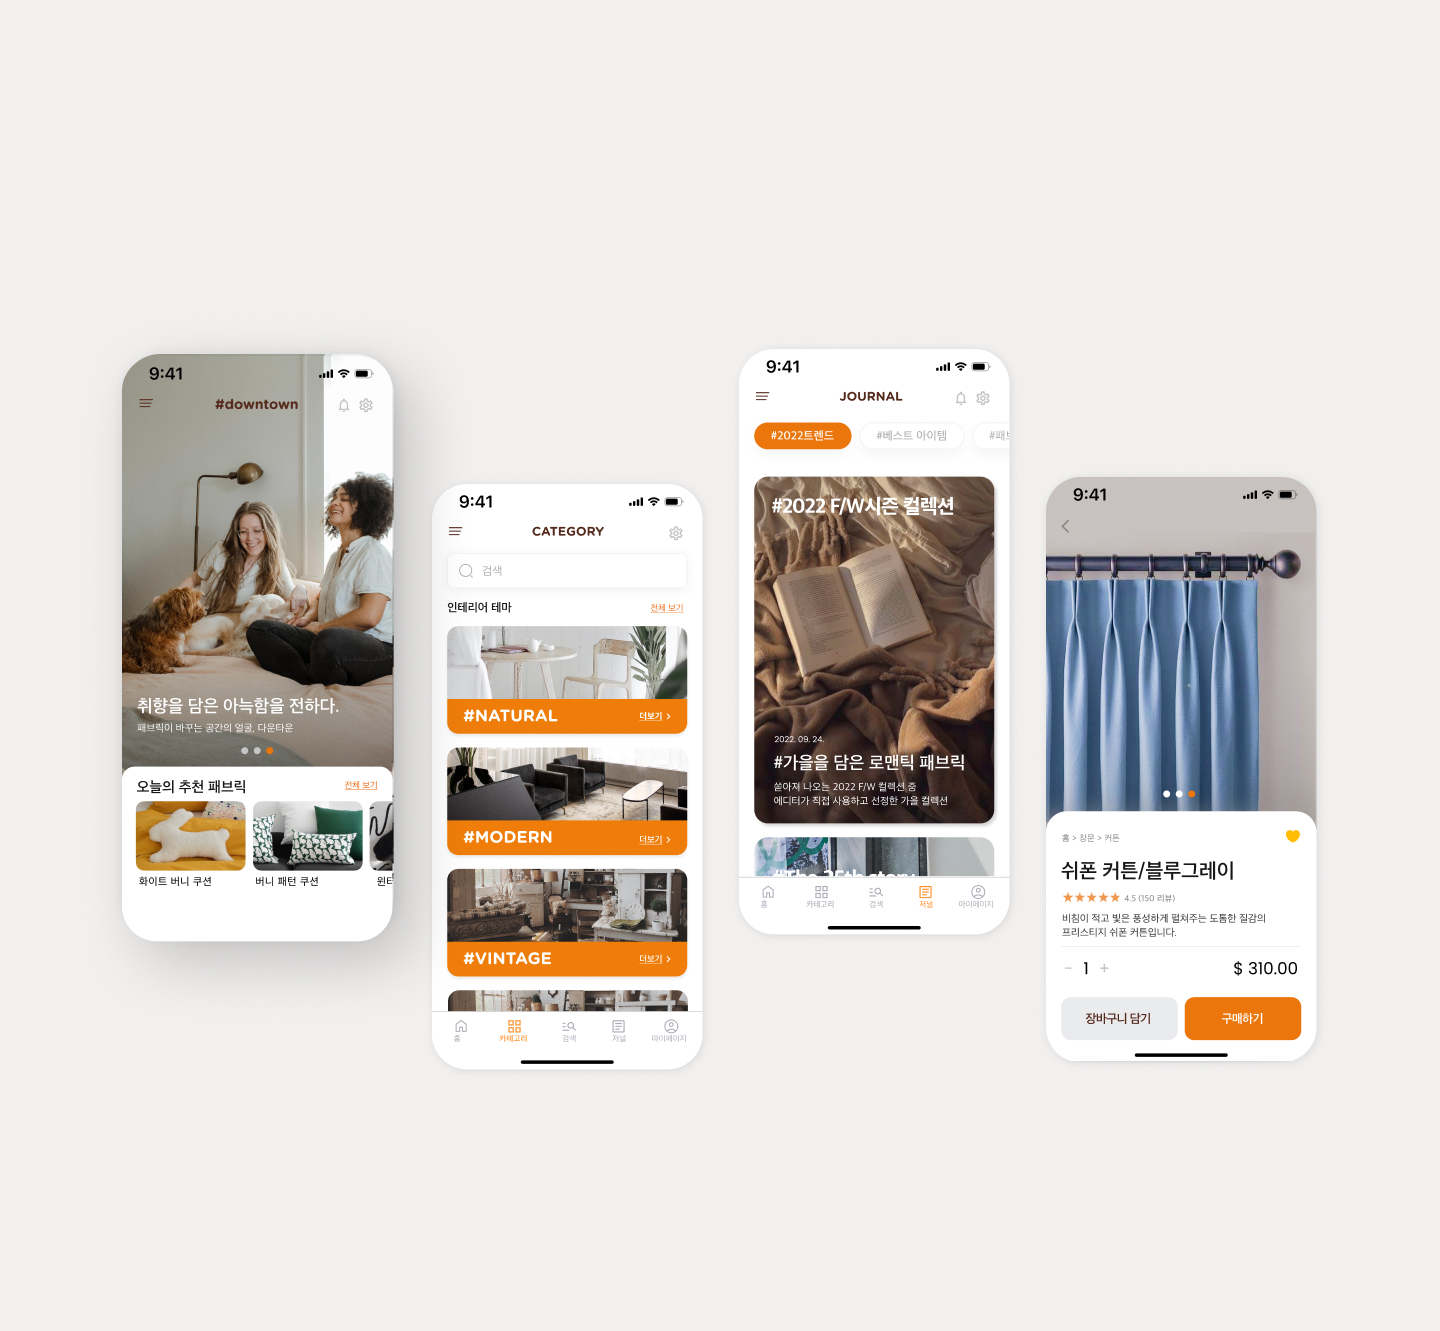 9:41
#downtown
취향을 담은 아늑함을 전하다.
패브릭이 바꾸는 공간의 얼굴, 다운타운
오늘의 추천 패브릭
전체 보기
화이트 버니 쿠션
버니 패턴 쿠션
윈터
9:41
CATEGORY
검색
인테리어 테마
전체 보기
#NATURAL
더보기
#MODERN
더보기
#VINTAGE
더보기
홈
카테고리
검색
저널
마이페이지
9:41
JOURNAL
#2022트렌드
#베스트 아이템
#패브
#2022 F/W시즌 컬렉션
2022. 09. 24.
#가을을 담은 로맨틱 패브릭
쏟아져 나오는 2022 F/W 컬렉션 중
에디터가 직접 사용하고 선정한 가을 컬렉션
#The 25th story
홈
카테고리
검색
저널
마이페이지
9:41
홈 > 창문 > 커튼
쉬폰 커튼/블루그레이
4.5 (150 리뷰)
비침이 적고 빛은 풍성하게 펼쳐주는 도톰한 질감의
프리스티지 쉬폰 커튼입니다.
- 1 +
$ 310.00
장바구니 담기
구매하기